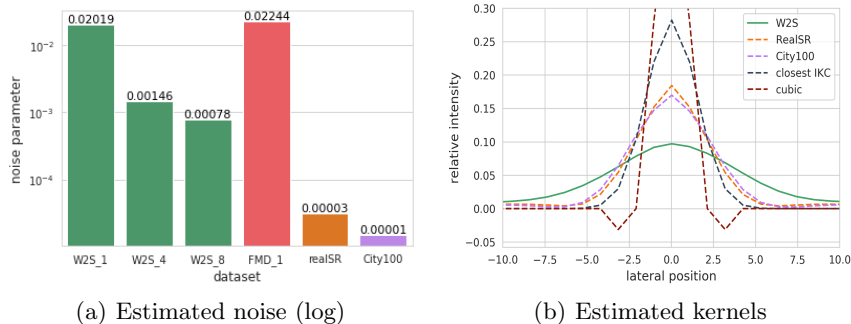 0.02019
0.00146
0.00078
0.02244
0.00003
0.00001
10⁻²
10⁻³
10⁻⁴
noise parameter
W2S_1 W2S_4 W2S_8 FMD_1 realSR City100
dataset
(a) Estimated noise (log)
0.30
0.25
0.20
0.15
0.10
0.05
0.00
−0.05
relative intensity
W2S
RealSR
City100
closest IKC
cubic
−10.0 −7.5 −5.0 −2.5 0.0 2.5 5.0 7.5 10.0
lateral position
(b) Estimated kernels